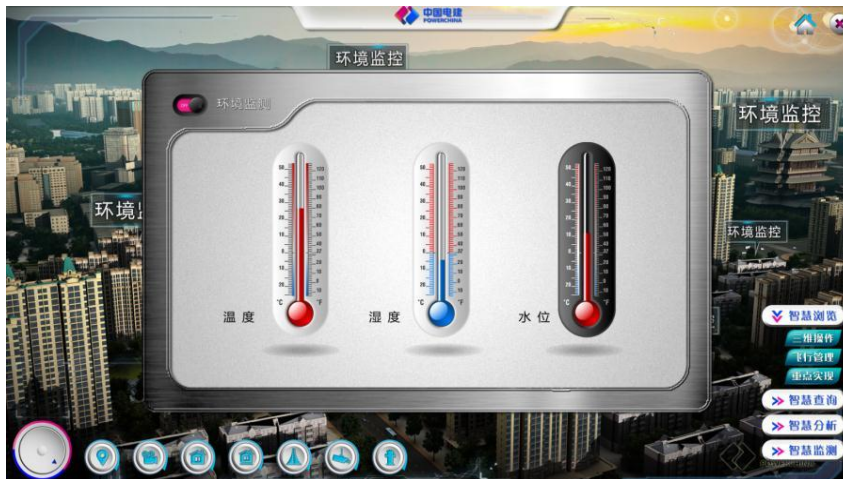 中国电建
POWERCHINA
环境监控
ON
环境监测
环境监控
环境监
环境监控
温度
湿度
水位
°C
°F
°C
°F
°C
°F
智慧浏览
三维操作
飞行管理
重点实现
智慧查询
智慧分析
智慧监测